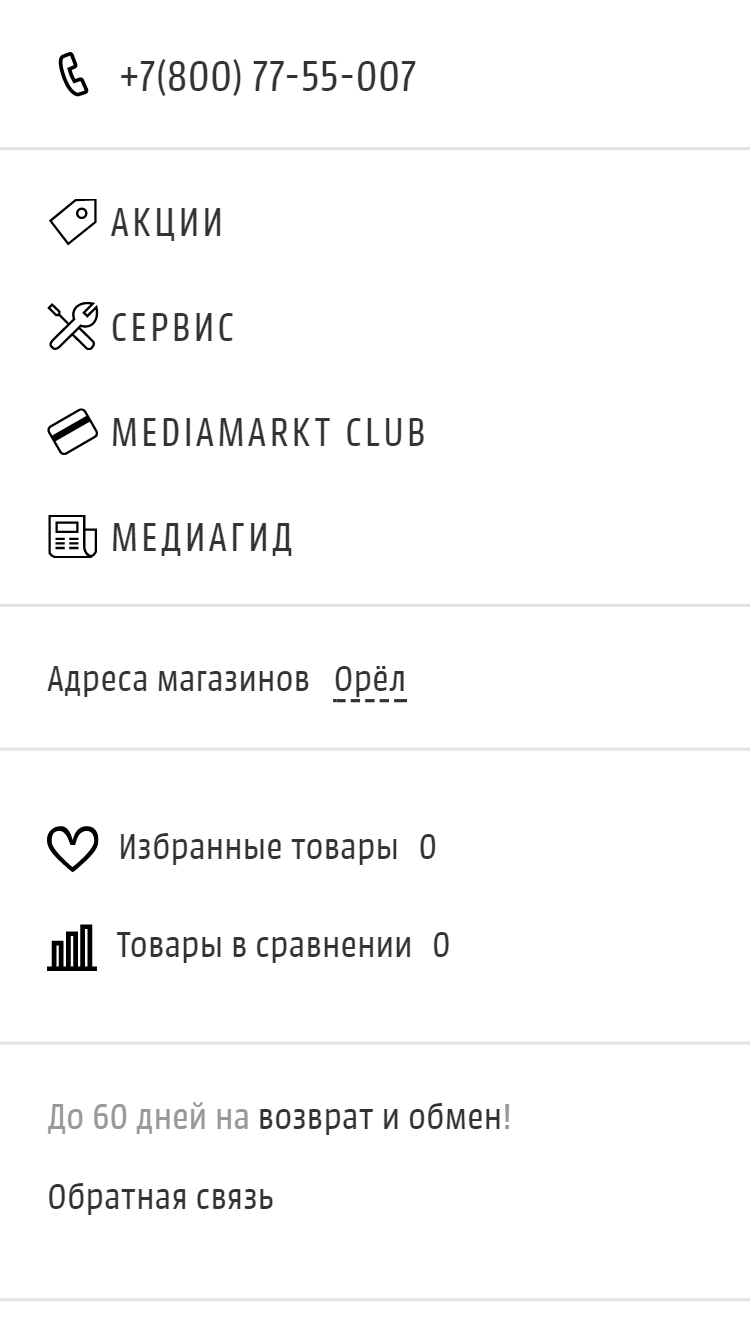 +7(800) 77-55-007
АКЦИИ
СЕРВИС
MEDIAMARKT CLUB
МЕДИАГИД
Адреса магазинов Орёл
Избранные товары 0
Товары в сравнении 0
До 60 дней на возврат и обмен!
Обратная связь